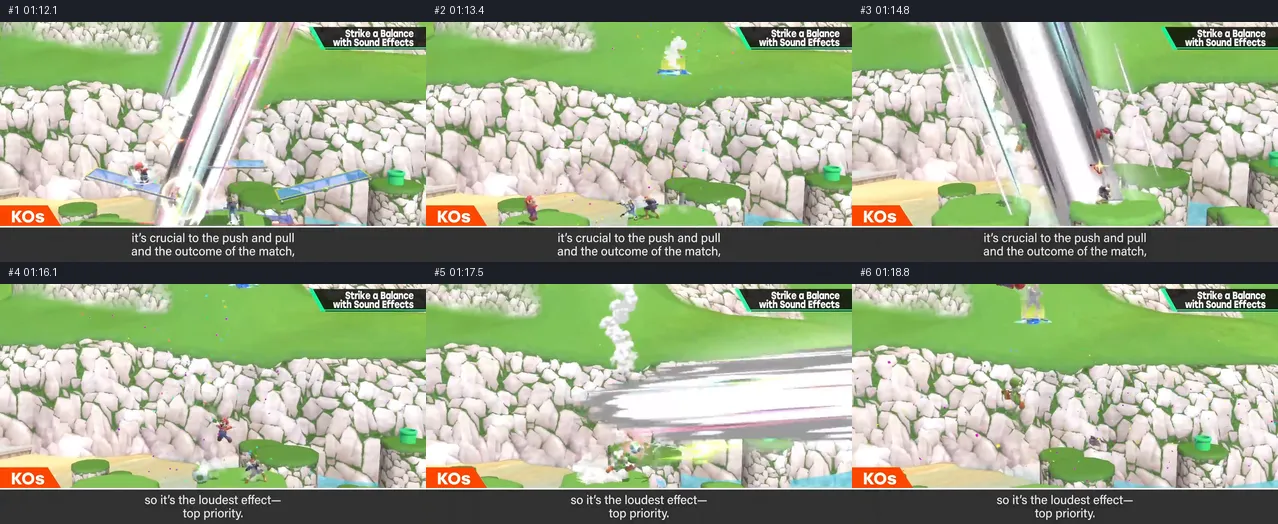 #1 01:12.1
Strike a Balance
with Sound Effects
KOs
it's crucial to the push and pull
and the outcome of the match,
#2 01:13.4
Strike a Balance
with Sound Effects
KOs
it's crucial to the push and pull
and the outcome of the match,
#3 01:14.8
Strike a Balance
with Sound Effects
KOs
it's crucial to the push and pull
and the outcome of the match,
#4 01:16.1
Strike a Balance
with Sound Effects
KOs
so it's the loudest effect—
top priority.
#5 01:17.5
Strike a Balance
with Sound Effects
KOs
so it's the loudest effect—
top priority.
#6 01:18.8
Strike a Balance
with Sound Effects
KOs
so it's the loudest effect—
top priority.